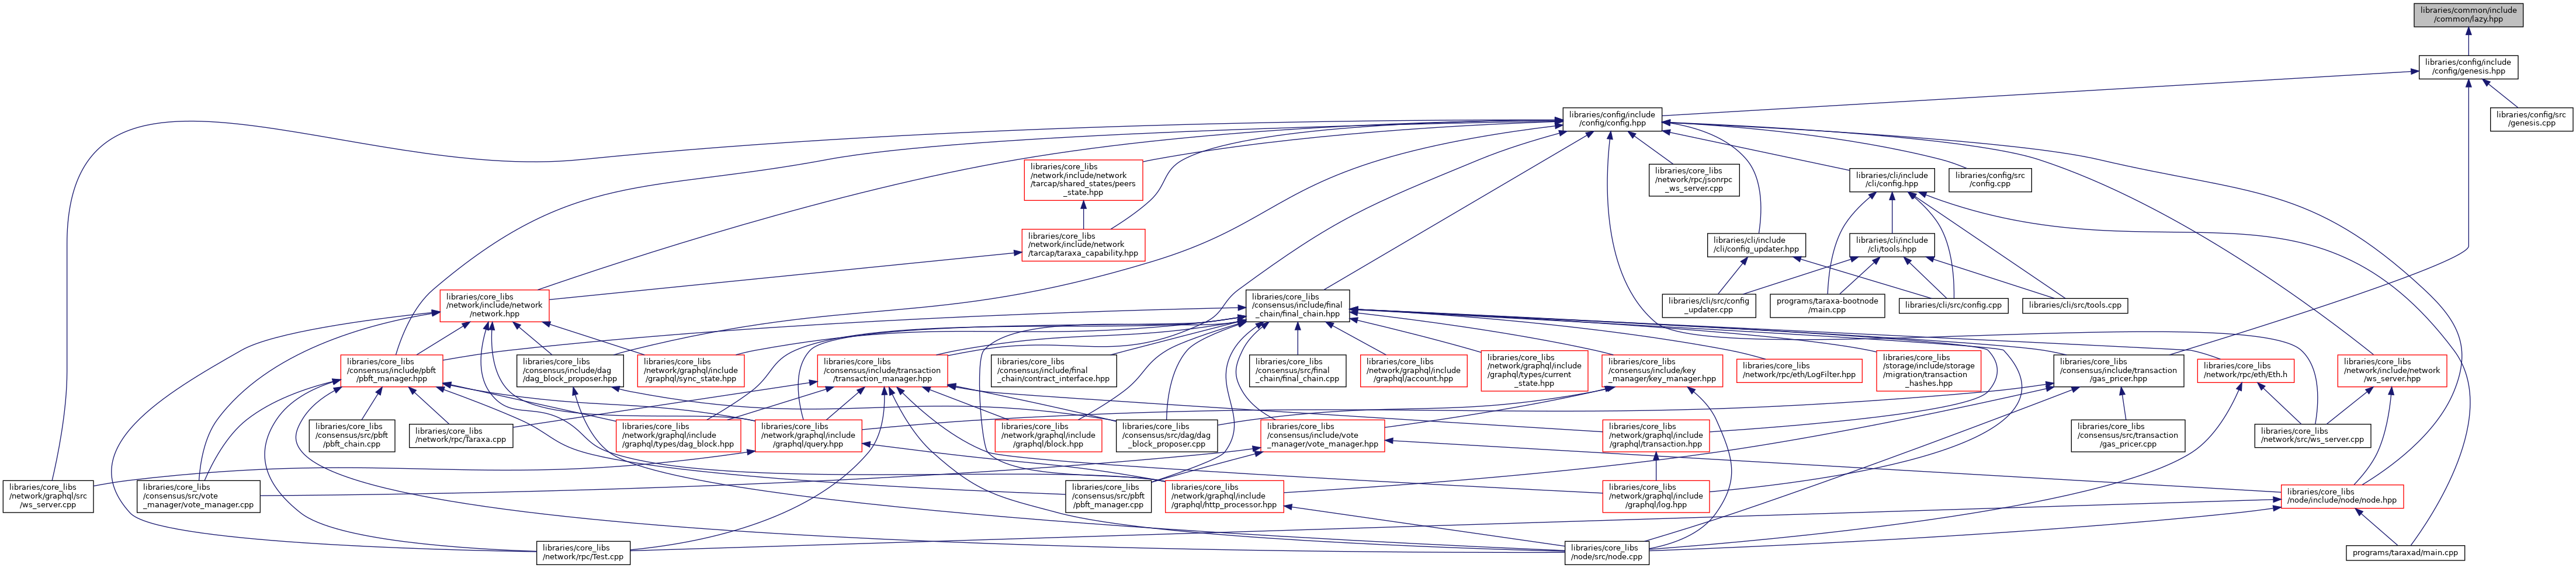 libraries/common/include
/common/lazy.hpp
libraries/config/include
/config/genesis.hpp
libraries/config/include
/config/config.hpp
libraries/config/src
/genesis.cpp
libraries/core_libs
/network/include/network
/tarcap/shared_states/peers
_state.hpp
libraries/core_libs
/network/rpc/jsonrpc
_ws_server.cpp
libraries/cli/include
/cli/config.hpp
libraries/config/src
/config.cpp
libraries/core_libs
/network/include/network
/tarcap/taraxa_capability.hpp
libraries/cli/include
/cli/config_updater.hpp
libraries/cli/include
/cli/tools.hpp
libraries/core_libs
/network/include/network
/network.hpp
libraries/core_libs
/consensus/include/final
_chain/final_chain.hpp
libraries/cli/src/config
_updater.cpp
programs/taraxa-bootnode
/main.cpp
libraries/cli/src/config.cpp
libraries/cli/src/tools.cpp
libraries/core_libs
/consensus/include/pbft
/pbft_manager.hpp
libraries/core_libs
/consensus/include/dag
/dag_block_proposer.hpp
libraries/core_libs
/network/graphql/include
/graphql/sync_state.hpp
libraries/core_libs
/consensus/include/transaction
/transaction_manager.hpp
libraries/core_libs
/consensus/include/final
_chain/contract_interface.hpp
libraries/core_libs
/consensus/src/final
_chain/final_chain.cpp
libraries/core_libs
/network/graphql/include
/graphql/account.hpp
libraries/core_libs
/network/graphql/include
/graphql/types/current
_state.hpp
libraries/core_libs
/consensus/include/key
_manager/key_manager.hpp
libraries/core_libs
/network/rpc/eth/LogFilter.hpp
libraries/core_libs
/storage/include/storage
/migration/transaction
_hashes.hpp
libraries/core_libs
/consensus/include/transaction
/gas_pricer.hpp
libraries/core_libs
/network/rpc/eth/Eth.h
libraries/core_libs
/network/include/network
/ws_server.hpp
libraries/core_libs
/consensus/src/pbft
/pbft_chain.cpp
libraries/core_libs
/network/rpc/Taraxa.cpp
libraries/core_libs
/network/graphql/include
/graphql/types/dag_block.hpp
libraries/core_libs
/network/graphql/include
/graphql/query.hpp
libraries/core_libs
/network/graphql/include
/graphql/block.hpp
libraries/core_libs
/consensus/src/dag/dag
_block_proposer.cpp
libraries/core_libs
/consensus/include/vote
_manager/vote_manager.hpp
libraries/core_libs
/network/graphql/include
/graphql/transaction.hpp
libraries/core_libs
/consensus/src/transaction
/gas_pricer.cpp
libraries/core_libs
/network/src/ws_server.cpp
libraries/core_libs
/network/graphql/src
/ws_server.cpp
libraries/core_libs
/consensus/src/vote
_manager/vote_manager.cpp
libraries/core_libs
/consensus/src/pbft
/pbft_manager.cpp
libraries/core_libs
/network/graphql/include
/graphql/http_processor.hpp
libraries/core_libs
/network/graphql/include
/graphql/log.hpp
libraries/core_libs
/node/include/node/node.hpp
libraries/core_libs
/network/rpc/Test.cpp
libraries/core_libs
/node/src/node.cpp
programs/taraxad/main.cpp